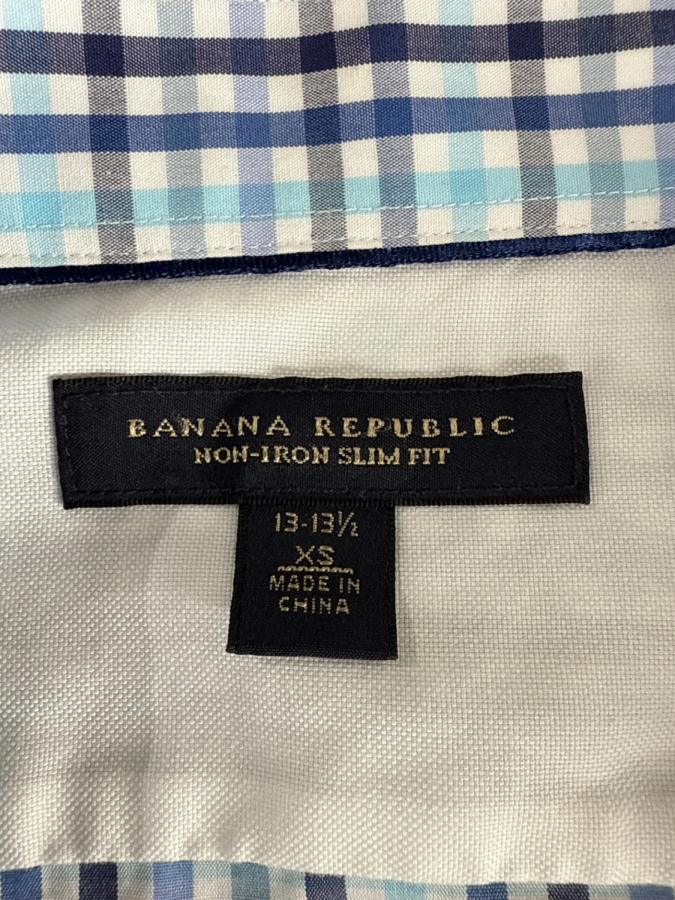 BANANA REPUBLIC
NON-IRON SLIM FIT
13-13½
XS
MADE IN
CHINA